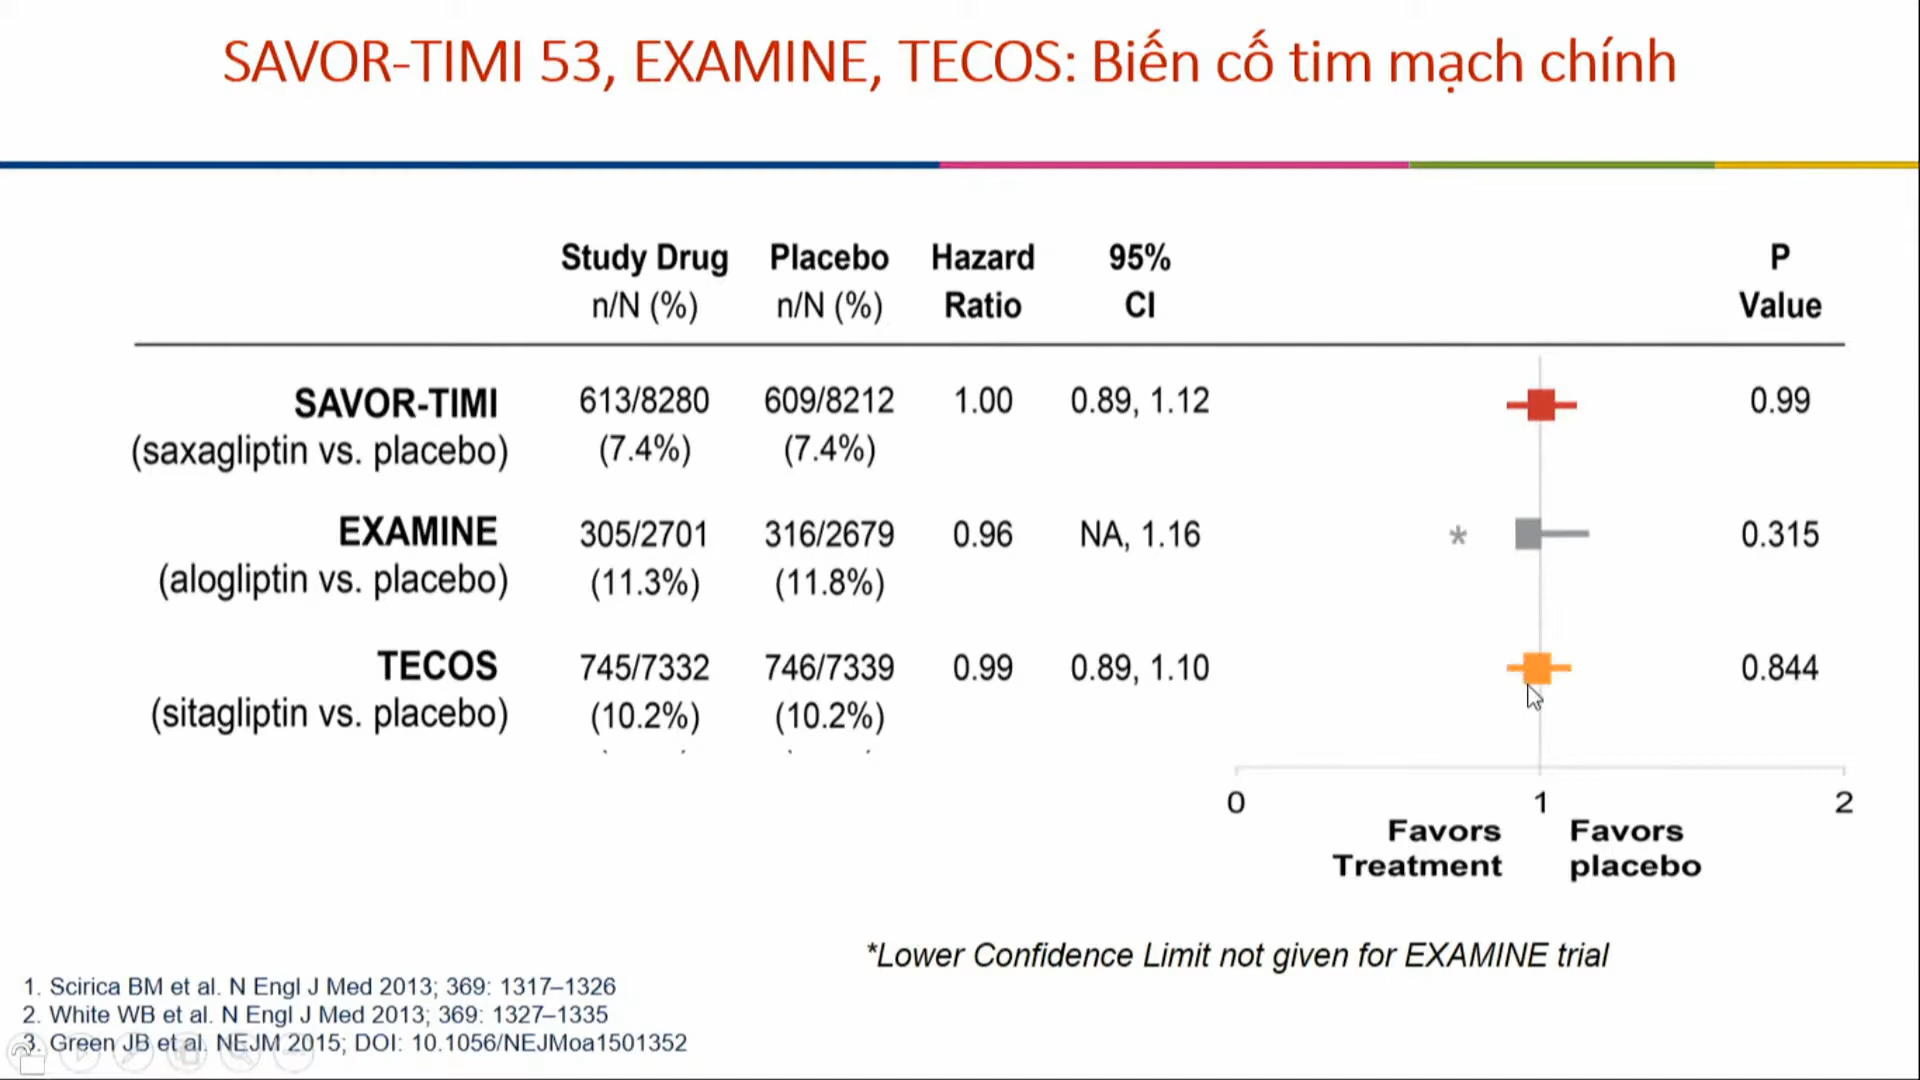 SAVOR-TIMI 53, EXAMINE, TECOS: Biến cố tim mạch chính
Study Drug Placebo Hazard 95% P
n/N (%) n/N (%) Ratio CI Value
SAVOR-TIMI 613/8280 609/8212 1.00 0.89, 1.12 0.99
(saxagliptin vs. placebo) (7.4%) (7.4%)
EXAMINE 305/2701 316/2679 0.96 NA, 1.16 * 0.315
(alogliptin vs. placebo) (11.3%) (11.8%)
TECOS 745/7332 746/7339 0.99 0.89, 1.10 0.844
(sitagliptin vs. placebo) (10.2%) (10.2%)
0 1 2
Favors Favors
Treatment placebo
*Lower Confidence Limit not given for EXAMINE trial
1. Scirica BM et al. N Engl J Med 2013; 369: 1317–1326
2. White WB et al. N Engl J Med 2013; 369: 1327–1335
3. Green JB et al. NEJM 2015; DOI: 10.1056/NEJMoa1501352